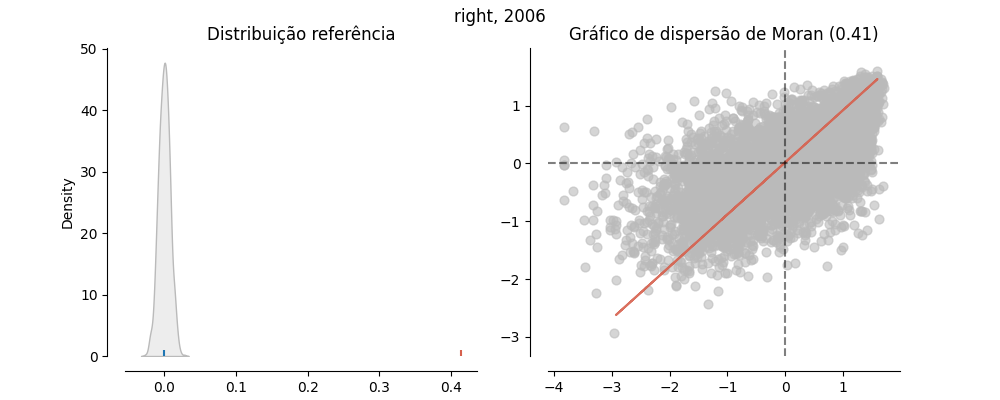 right, 2006
Distribuição referência
Gráfico de dispersão de Moran (0.41)
Density
50
40
30
20
10
0
0.0 0.1 0.2 0.3 0.4
1
0
−1
−2
−3
−4 −3 −2 −1 0 1